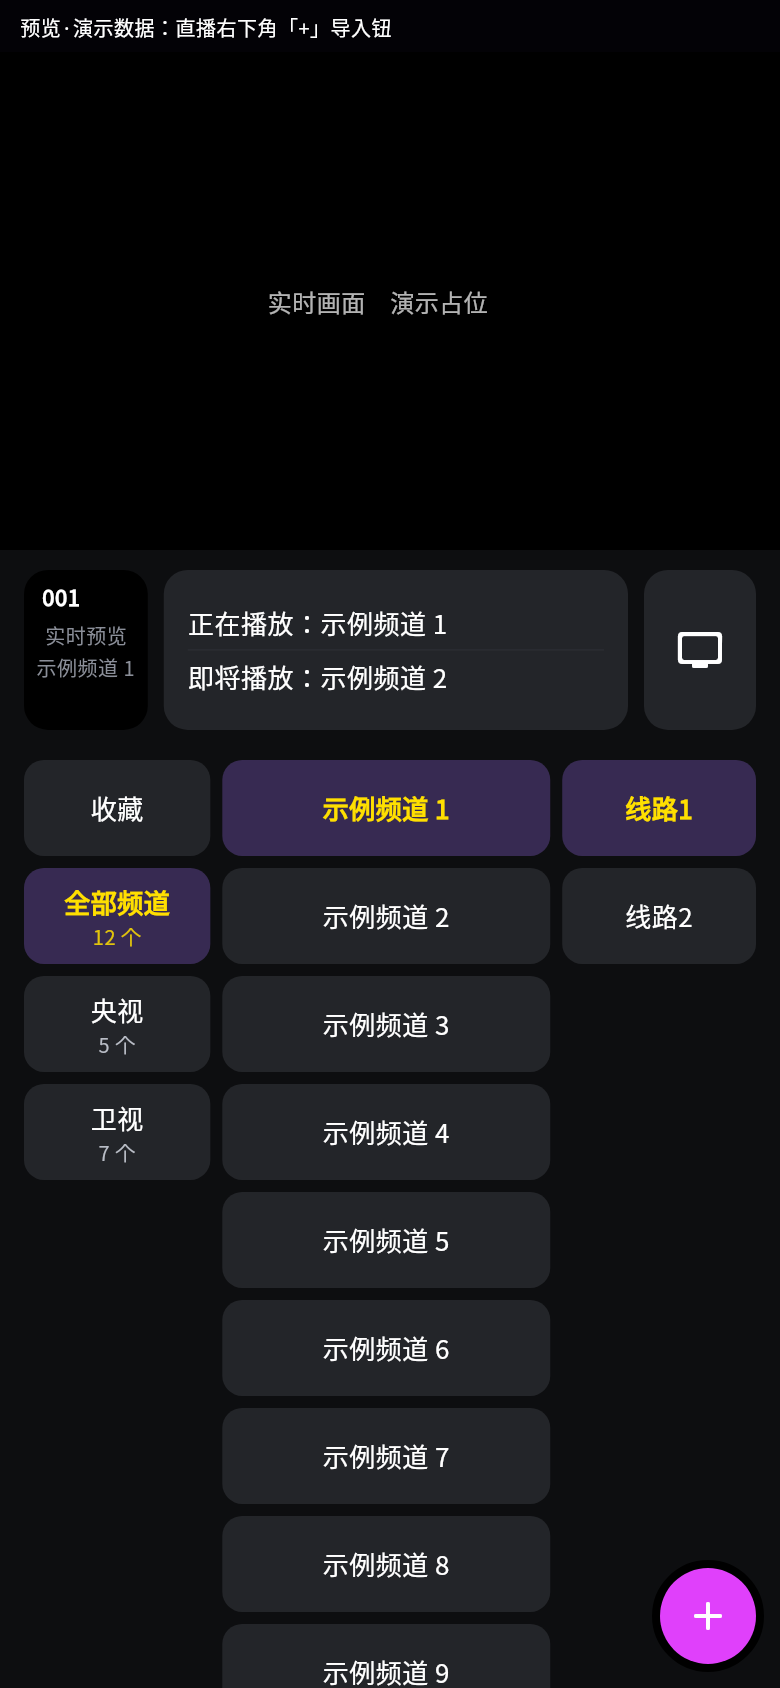 预览·演示数据：直播右下角「+」导入钮
实时画面　演示占位
001
实时预览
示例频道 1
正在播放：示例频道 1
即将播放：示例频道 2
收藏
示例频道 1
线路1
全部频道
12 个
示例频道 2
线路2
央视
5 个
示例频道 3
卫视
7 个
示例频道 4
示例频道 5
示例频道 6
示例频道 7
示例频道 8
示例频道 9